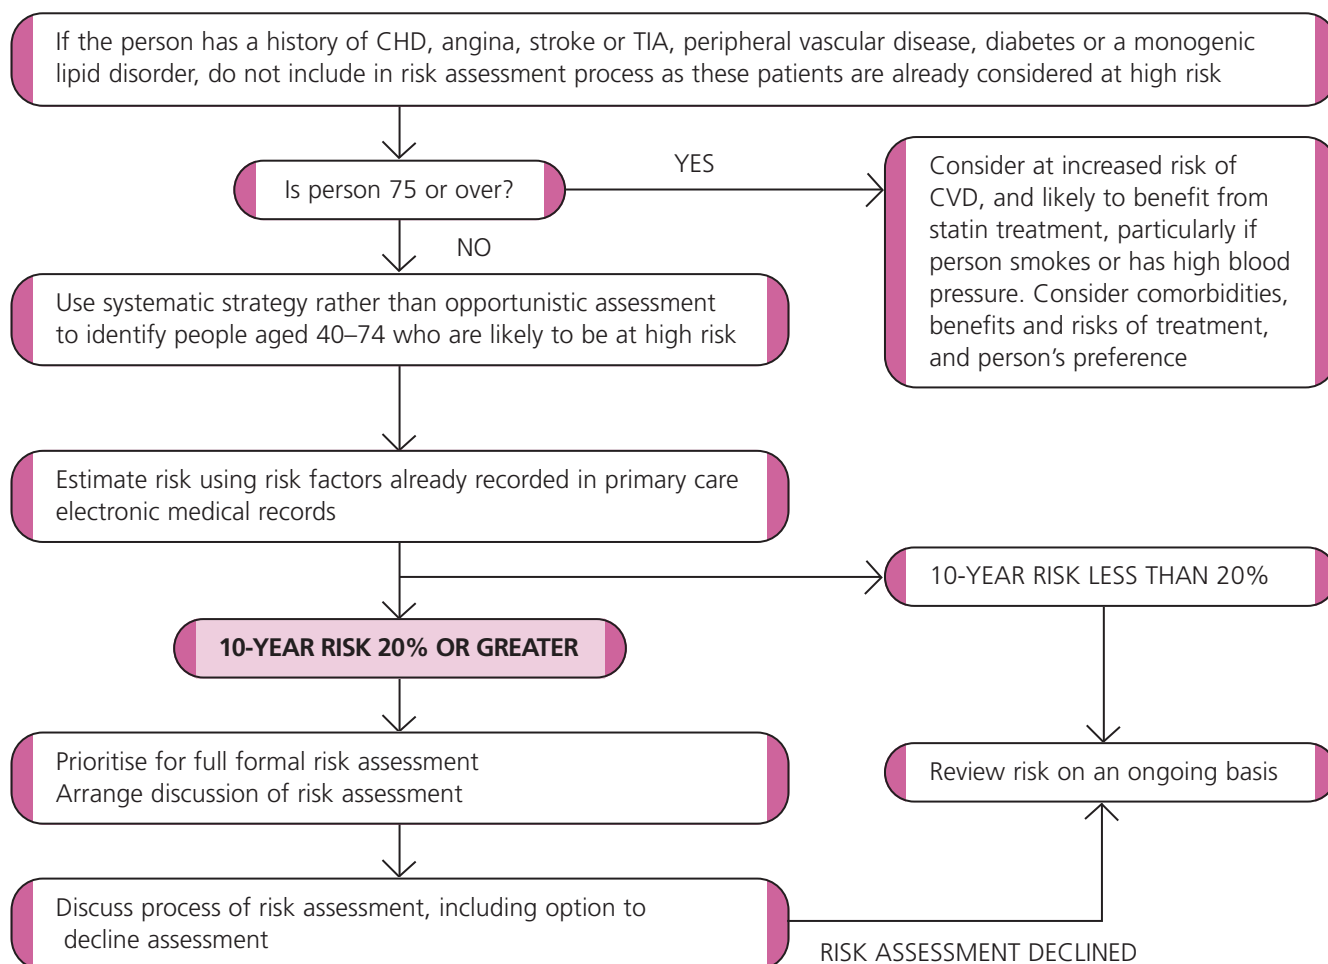 If the person has a history of CHD, angina, stroke or TIA, peripheral vascular disease, diabetes or a monogenic
lipid disorder, do not include in risk assessment process as these patients are already considered at high risk
Is person 75 or over?
YES
Consider at increased risk of
CVD, and likely to benefit from
statin treatment, particularly if
person smokes or has high blood
pressure. Consider comorbidities,
benefits and risks of treatment,
and person’s preference
NO
Use systematic strategy rather than opportunistic assessment
to identify people aged 40–74 who are likely to be at high risk
Estimate risk using risk factors already recorded in primary care
electronic medical records
10-YEAR RISK LESS THAN 20%
10-YEAR RISK 20% OR GREATER
Prioritise for full formal risk assessment
Arrange discussion of risk assessment
Review risk on an ongoing basis
Discuss process of risk assessment, including option to
decline assessment
RISK ASSESSMENT DECLINED